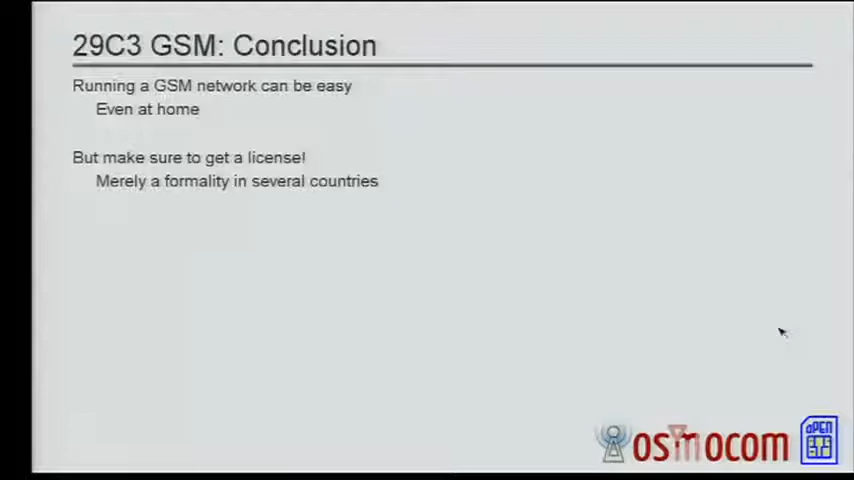 29C3 GSM: Conclusion
Running a GSM network can be easy
Even at home
But make sure to get a license!
Merely a formality in several countries
osmocom
OPEN